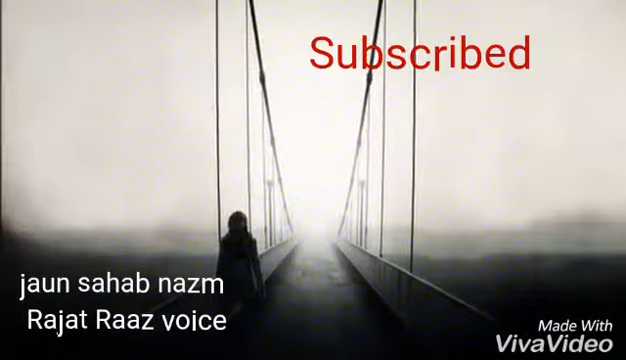 Subscribed
jaun sahab nazm
Rajat Raaz voice
Made With
VivaVideo